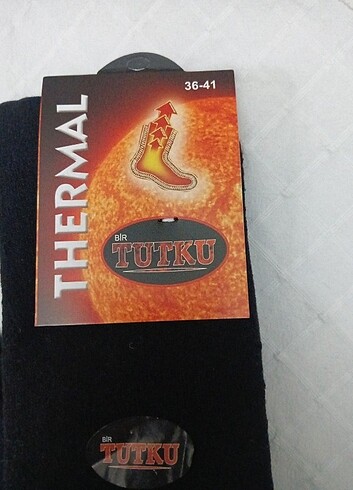 36-41
THERMAL
BİR
TUTKU
BİR
TUTKU